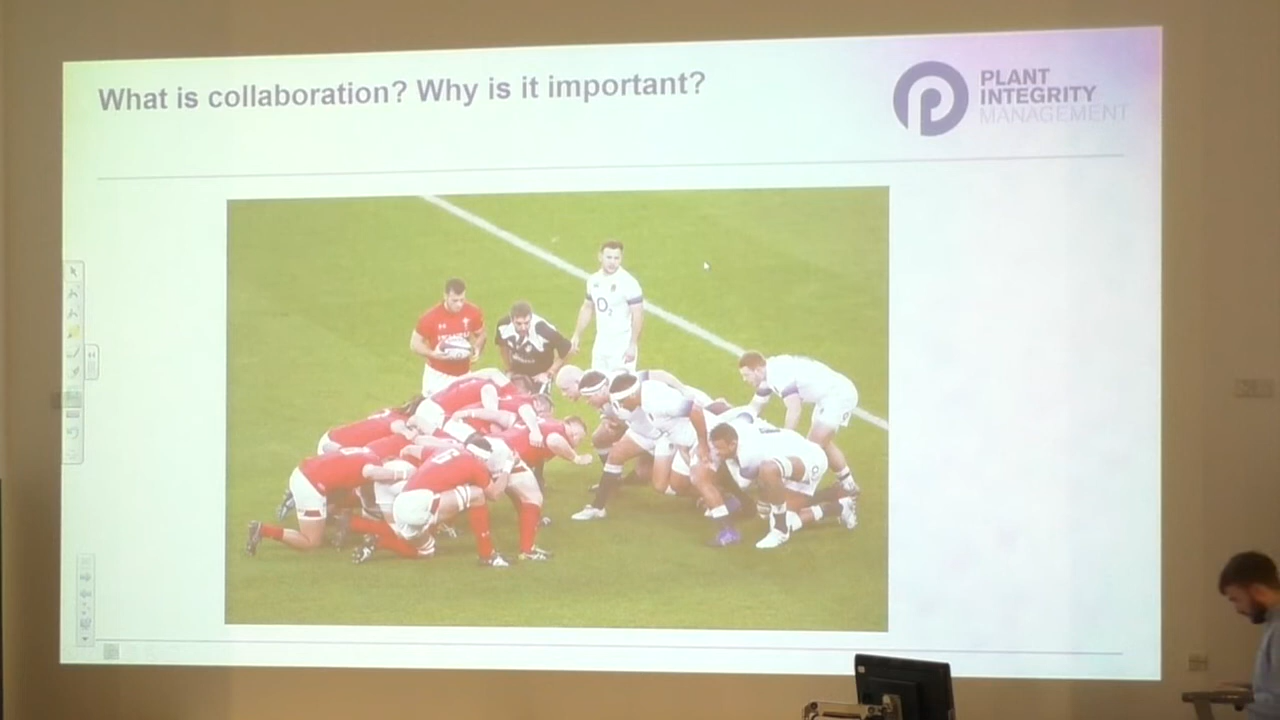 What is collaboration? Why is it important?
PLANT
INTEGRITY
MANAGEMENT
O2